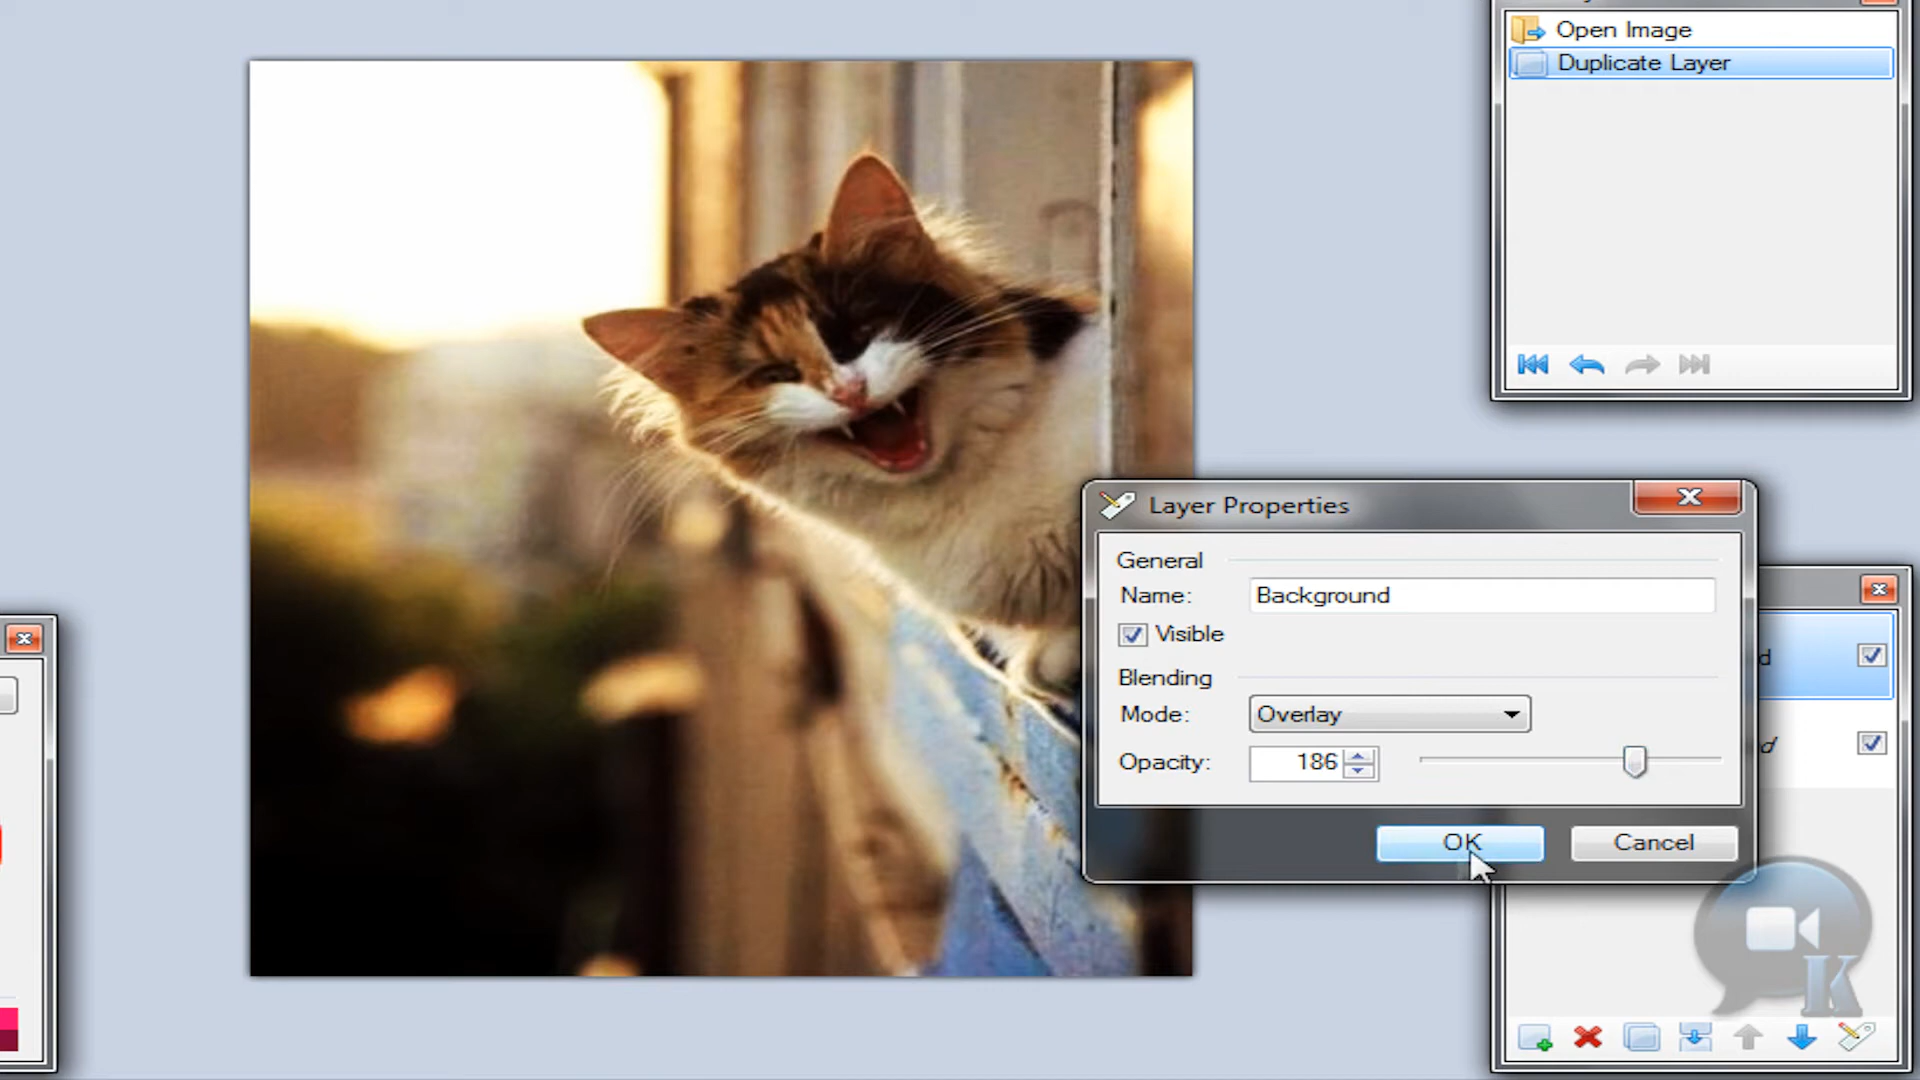 Open Image
Duplicate Layer
Layer Properties
General
Name: Background
Visible
Blending
Mode: Overlay
Opacity: 186
OK Cancel
d
d
K